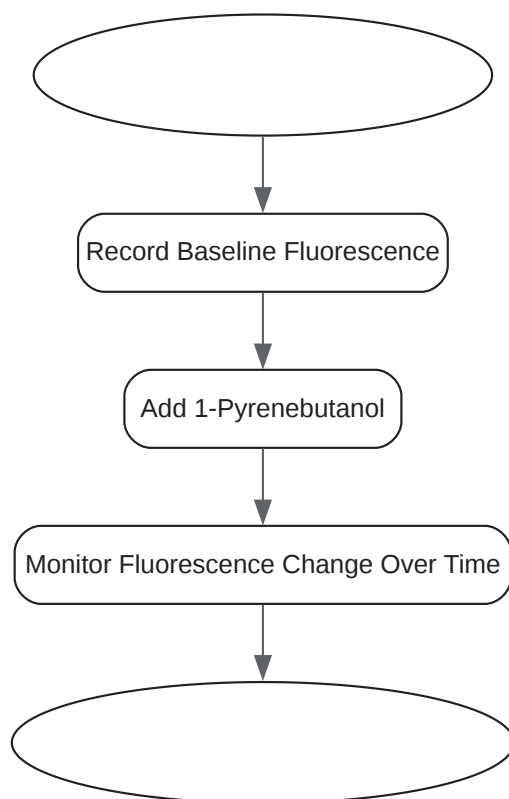 Record Baseline Fluorescence
Add 1-Pyrenebutanol
Monitor Fluorescence Change Over Time